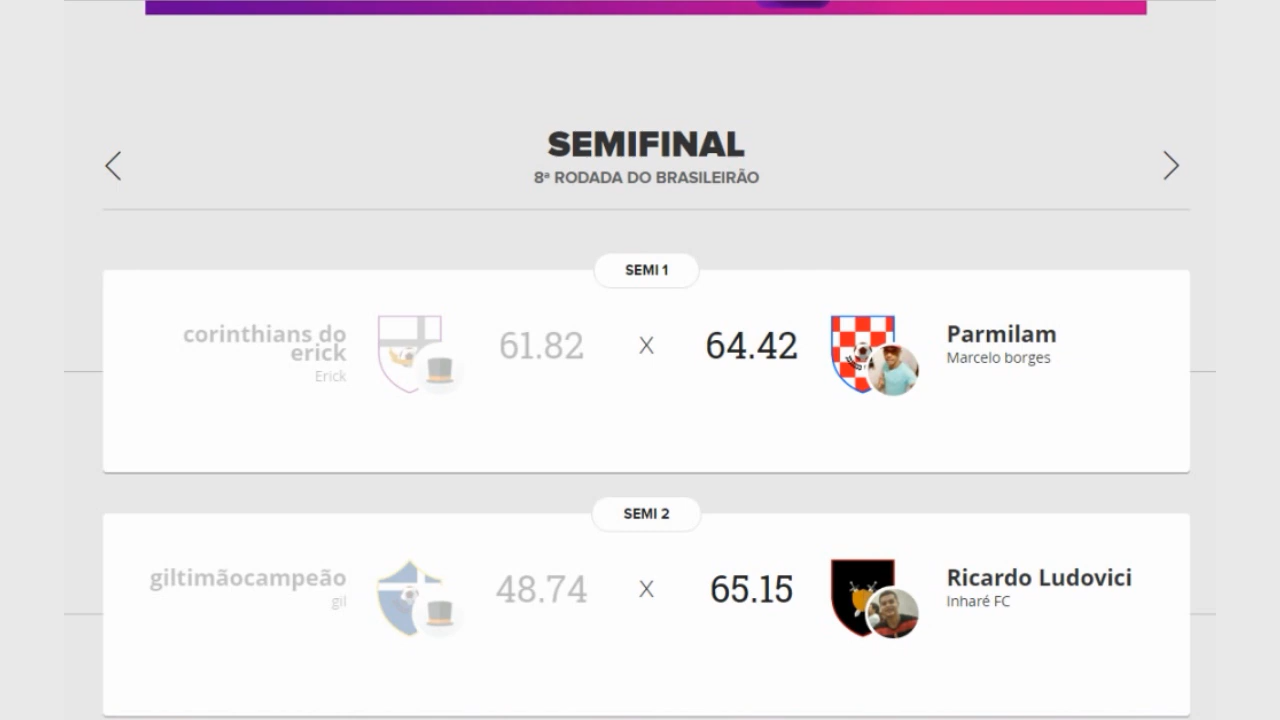 SEMIFINAL
8ª RODADA DO BRASILEIRÃO
SEMI 1
corinthians do
erick
Erick
61.82
X
64.42
Parmilam
Marcelo borges
SEMI 2
giltimãocampeão
gil
48.74
X
65.15
Ricardo Ludovici
Inharé FC